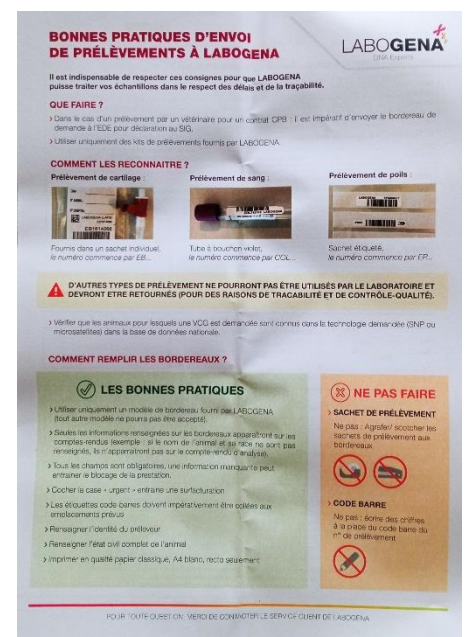 BONNES PRATIQUES D'ENVOI
DE PRÉLÈVEMENTS À LABOGENA
LABOGENA
DNA Experts
Il est indispensable de respecter ces consignes pour que LABOGENA
puisse traiter vos échantillons dans le respect des délais et de la traçabilité.
QUE FAIRE ?
› Dans le cas d'un prélèvement par un vétérinaire pour un contrat CPB : il est impératif d'envoyer le bordereau de
demande à l'EDE pour déclaration au SIG.
› Utiliser uniquement des kits de prélèvements fournis par LABOGENA.
COMMENT LES RECONNAITRE ?
Prélèvement de cartilage :
Fournis dans un sachet individuel,
le numéro commence par EB...
Prélèvement de sang :
Tube à bouchon violet,
le numéro commence par COL...
Prélèvement de poils :
Sachet étiqueté,
le numéro commence par EP...
D'AUTRES TYPES DE PRÉLÈVEMENT NE POURRONT PAS ÊTRE UTILISÉS PAR LE LABORATOIRE ET
DEVRONT ETRE RETOURNÉS (POUR DES RAISONS DE TRACABILITÉ ET DE CONTRÔLE-QUALITÉ).
› Vérifier que les animaux pour lesquels une VCG est demandée sont connus dans la technologie demandée (SNP ou
microsatellites) dans la base de données nationale.
COMMENT REMPLIR LES BORDEREAUX ?
LES BONNES PRATIQUES
› Utiliser uniquement un modèle de bordereau fourni par LABOGENA
(tout autre modèle ne pourra pas être accepté).
› Seules les informations renseignées sur les bordereaux apparaîtront sur les
comptes-rendus (exemple : si le nom de l'animal et sa race ne sont pas
renseignés, ils n'apparaitront pas sur le compte-rendu d'analyse).
› Tous les champs sont obligatoires, une information manquante peut
entrainer le blocage de la prestation.
› Cocher la case « urgent » entraine une surfacturation
› Les étiquettes code barres doivent impérativement être collées aux
emplacements prévus
› Renseigner l'identité du préleveur
› Renseigner l'état civil complet de l'animal
› Imprimer en qualité papier classique, A4 blanc, recto seulement
NE PAS FAIRE
› SACHET DE PRÉLÈVEMENT
Ne pas : Agrafer/ scotcher les
sachets de prélèvement aux
bordereaux
› CODE BARRE
Ne pas : écrire des chiffres
à la place du code barre du
n° de prélèvement
POUR TOUTE QUESTION, MERCI DE CONTACTER LE SERVICE CLIENT DE LABOGENA